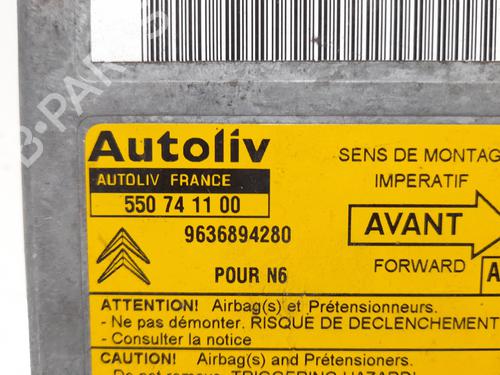 Autoliv
AUTOLIV FRANCE
550 74 11 00
9636894280
POUR N6
SENS DE MONTAG
IMPERATIF
AVANT
FORWARD
A
ATTENTION! Airbag(s) et Prétensionneurs.
- Ne pas démonter. RISQUE DE DECLENCHEMENT
- Consulter la notice
CAUTION! Airbag(s) and Pretensioners.